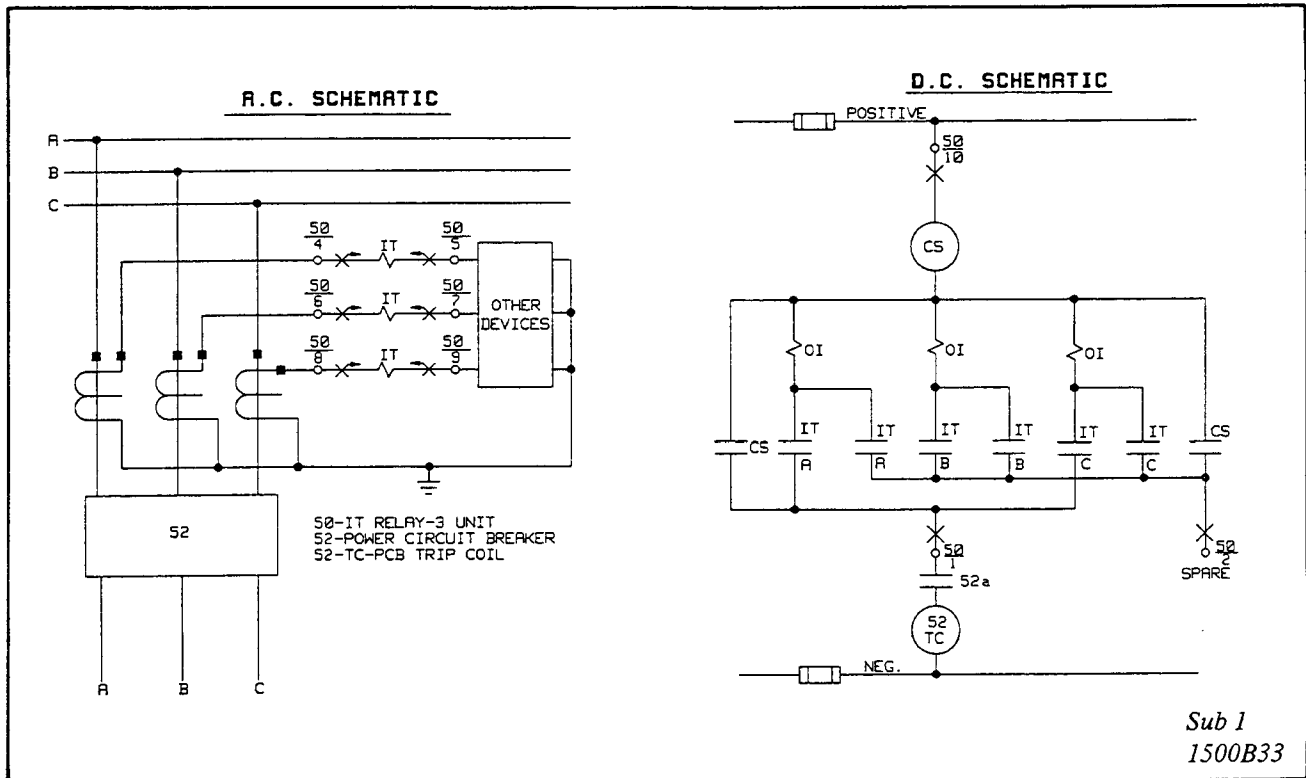 A.C. SCHEMATIC
A
B
C
50
4
IT
50
5
50
6
IT
50
7
50
8
IT
50
9
OTHER
DEVICES
52
50-IT RELAY-3 UNIT
52-POWER CIRCUIT BREAKER
52-TC-PCB TRIP COIL
A
B
C
D.C. SCHEMATIC
POSITIVE
50
10
CS
OI
OI
OI
CS
IT
A
IT
A
IT
B
IT
B
IT
C
IT
C
CS
50
1
52a
50
2
SPARE
52
TC
NEG.
Sub 1
1500B33